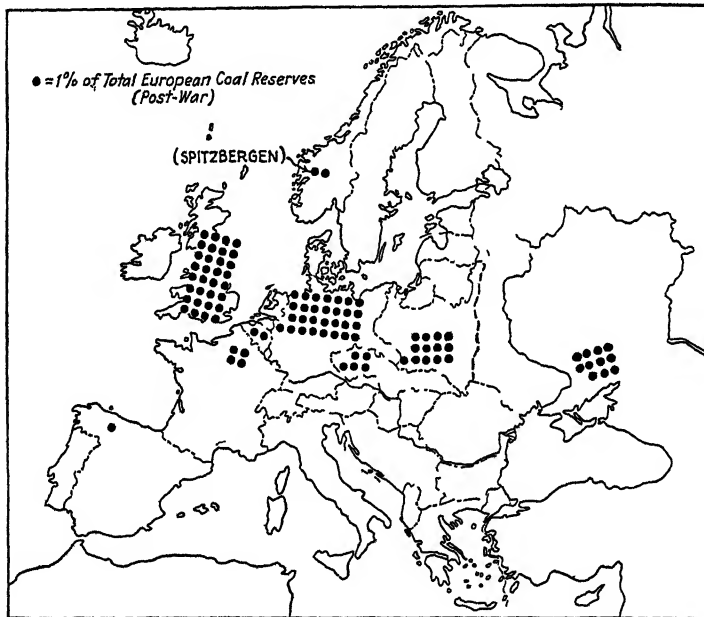 ● = 1% of Total European Coal Reserves
(Post-War)
(SPITZBERGEN)